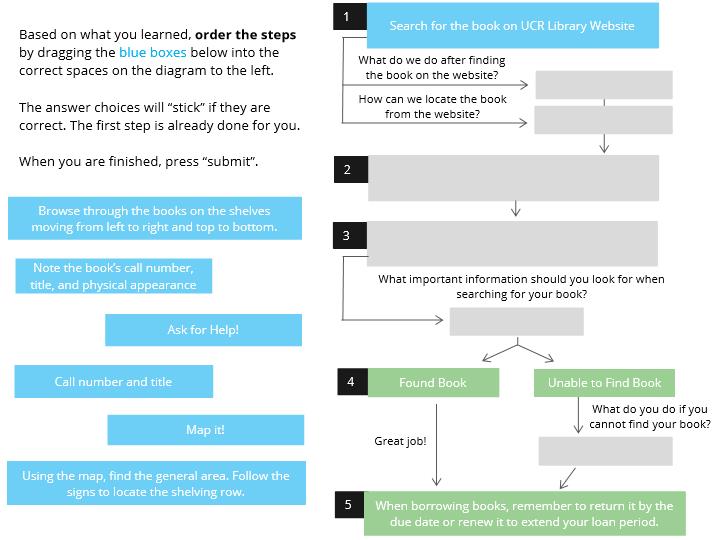 Based on what you learned, order the steps
by dragging the blue boxes below into the
correct spaces on the diagram to the left.
The answer choices will “stick” if they are
correct. The first step is already done for you.
When you are finished, press “submit”.
Browse through the books on the shelves
moving from left to right and top to bottom.
Note the book’s call number,
title, and physical appearance
Ask for Help!
Call number and title
Map it!
Using the map, find the general area. Follow the
signs to locate the shelving row.
1
Search for the book on UCR Library Website
What do we do after finding
the book on the website?
How can we locate the book
from the website?
2
3
What important information should you look for when
searching for your book?
4
Found Book
Unable to Find Book
Great job!
What do you do if you
cannot find your book?
5
When borrowing books, remember to return it by the
due date or renew it to extend your loan period.